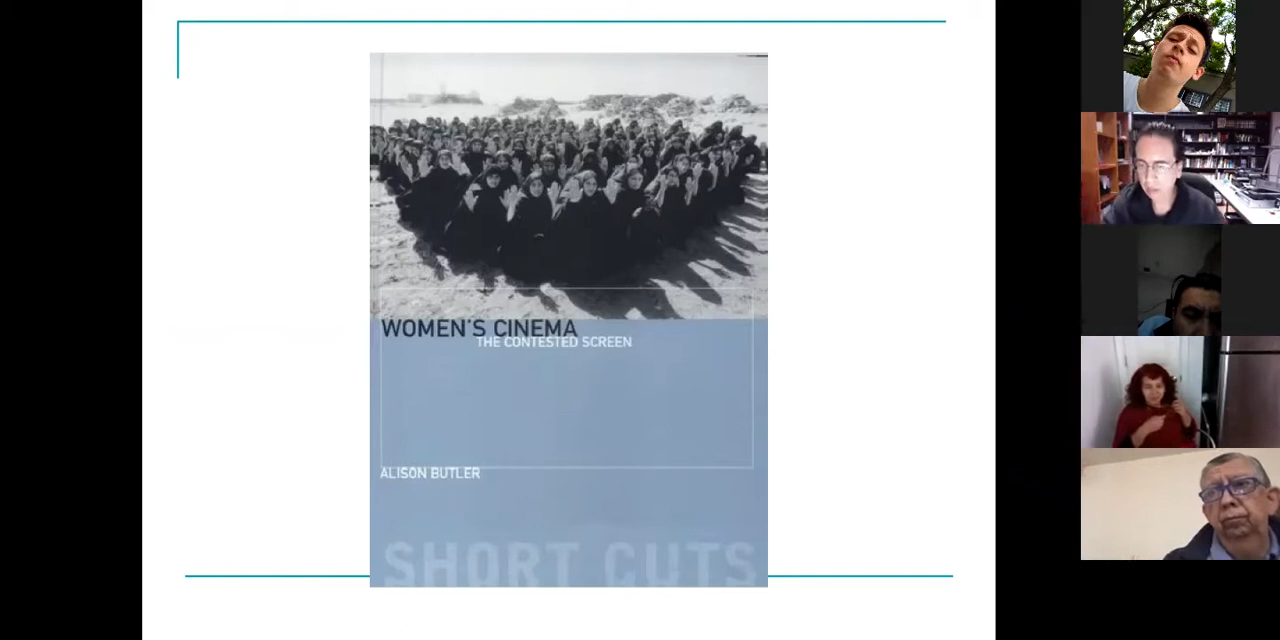 WOMEN'S CINEMA
THE CONTESTED SCREEN
ALISON BUTLER
SHORT CUTS